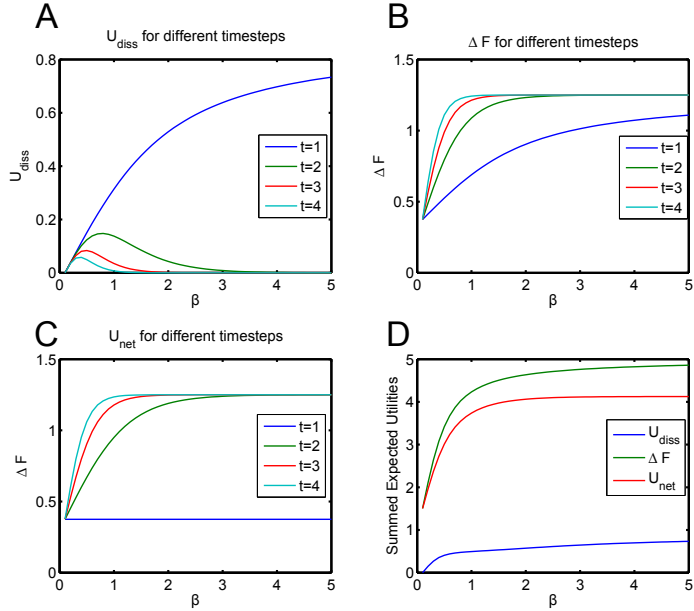 A
U_diss for different timesteps
0.8
0.6
0.4
0.2
0
U_diss
t=1
t=2
t=3
t=4
0 1 2 3 4 5
β
B
Δ F for different timesteps
1.5
1
0.5
0
Δ F
t=1
t=2
t=3
t=4
0 1 2 3 4 5
β
C
U_net for different timesteps
1.5
1
0.5
0
Δ F
t=1
t=2
t=3
t=4
0 1 2 3 4 5
β
D
5
4
3
2
1
0
Summed Expected Utilities
U_diss
Δ F
U_net
0 1 2 3 4 5
β